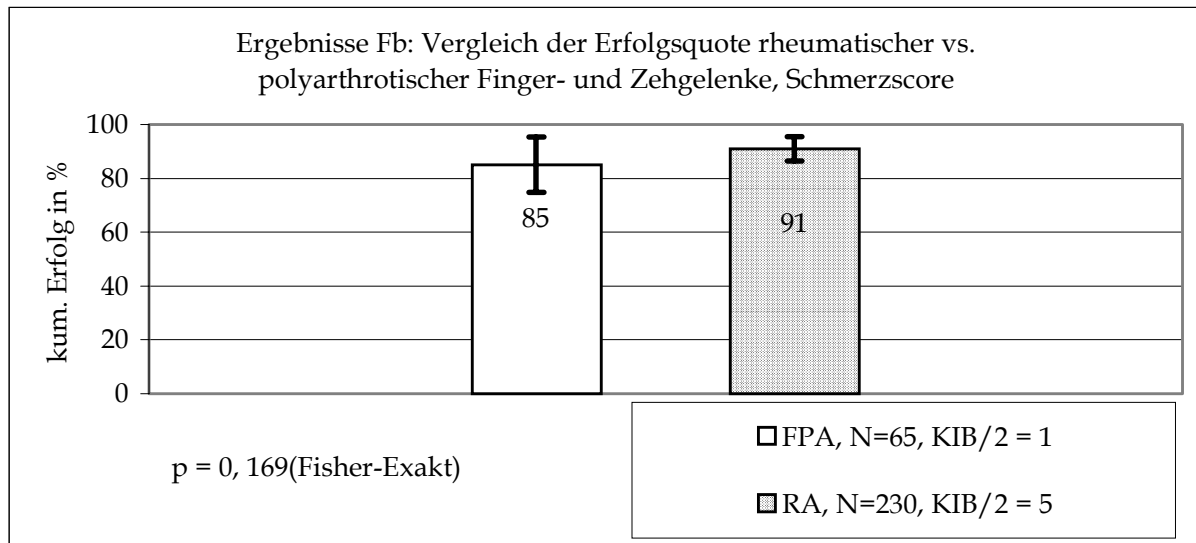 Ergebnisse Fb: Vergleich der Erfolgsquote rheumatischer vs.
polyarthrotischer Finger- und Zehgelenke, Schmerzscore
kum. Erfolg in %
100
80
60
40
20
0
85
91
p = 0, 169(Fisher-Exakt)
FPA, N=65, KIB/2 = 1
RA, N=230, KIB/2 = 5